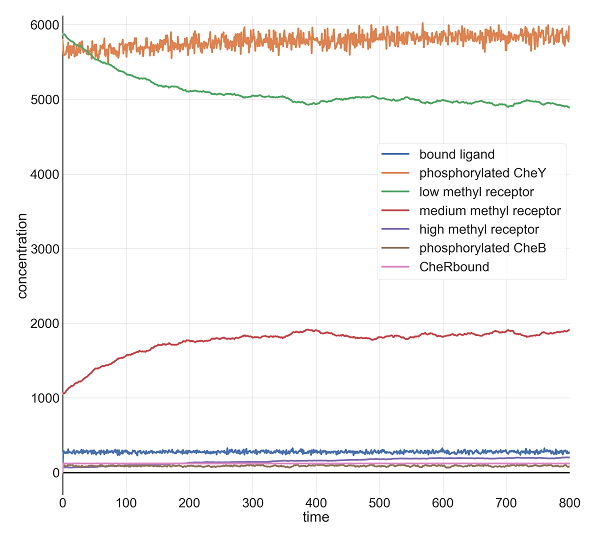 6000
5000
4000
3000
2000
1000
0
concentration
bound ligand
phosphorylated CheY
low methyl receptor
medium methyl receptor
high methyl receptor
phosphorylated CheB
CheRbound
0 100 200 300 400 500 600 700 800
time